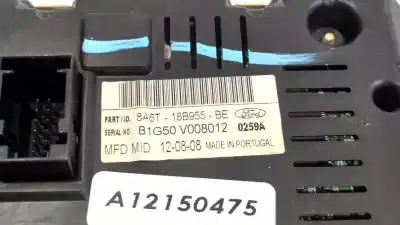 PART NO. 8A6T - 18B955 - BE Ford
SERIAL NO. B1G50 V008012 0259A
MFD M/D 12-08-08 MADE IN PORTUGAL
A12150475